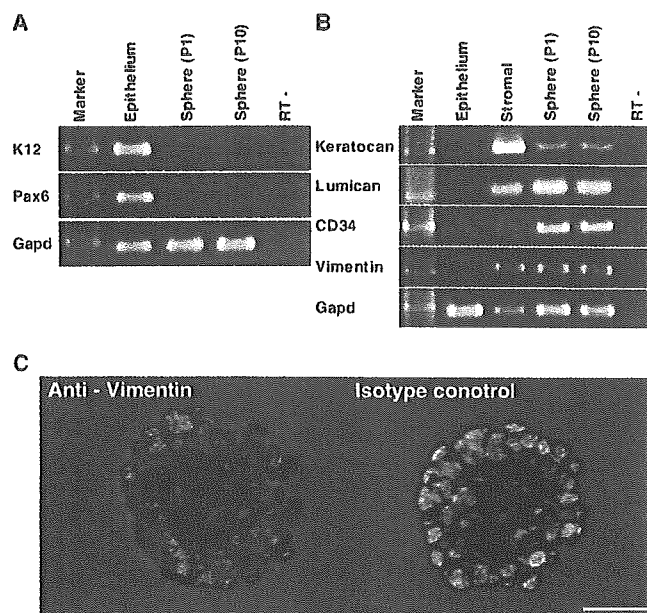 A
Marker
Epithelium
Sphere (P1)
Sphere (P10)
RT -
K12
Pax6
Gapd
B
Marker
Epithelium
Stromal
Sphere (P1)
Sphere (P10)
RT -
Keratocan
Lumican
CD34
Vimentin
Gapd
C
Anti - Vimentin
Isotype conotrol